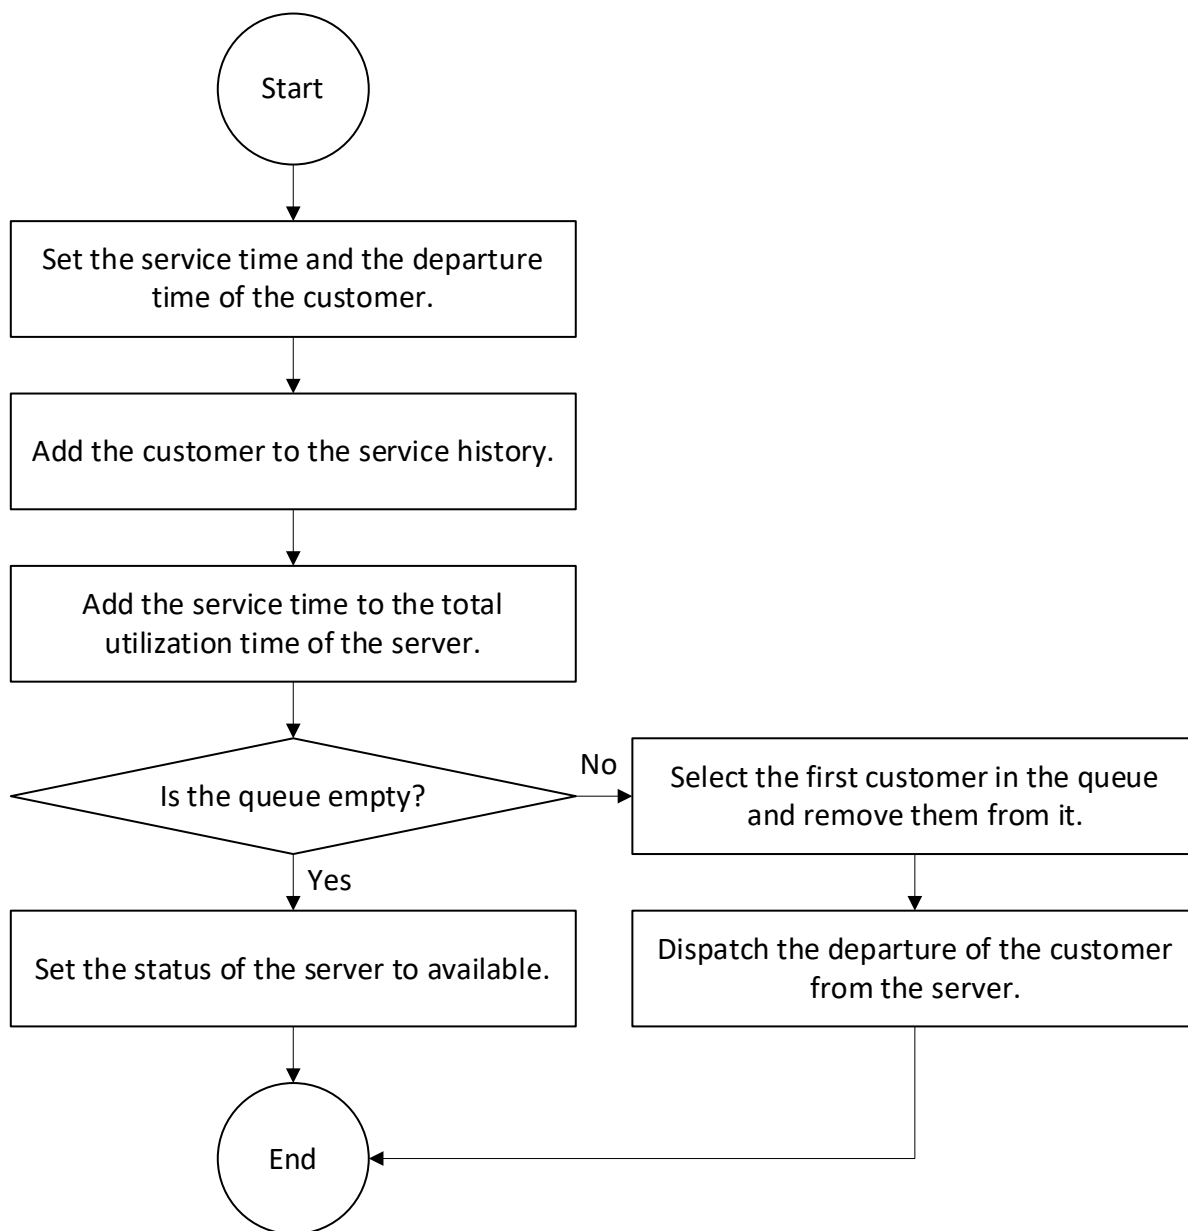 Start
Set the service time and the departure
time of the customer.
Add the customer to the service history.
Add the service time to the total
utilization time of the server.
Is the queue empty?
No
Select the first customer in the queue
and remove them from it.
Yes
Set the status of the server to available.
Dispatch the departure of the customer
from the server.
End